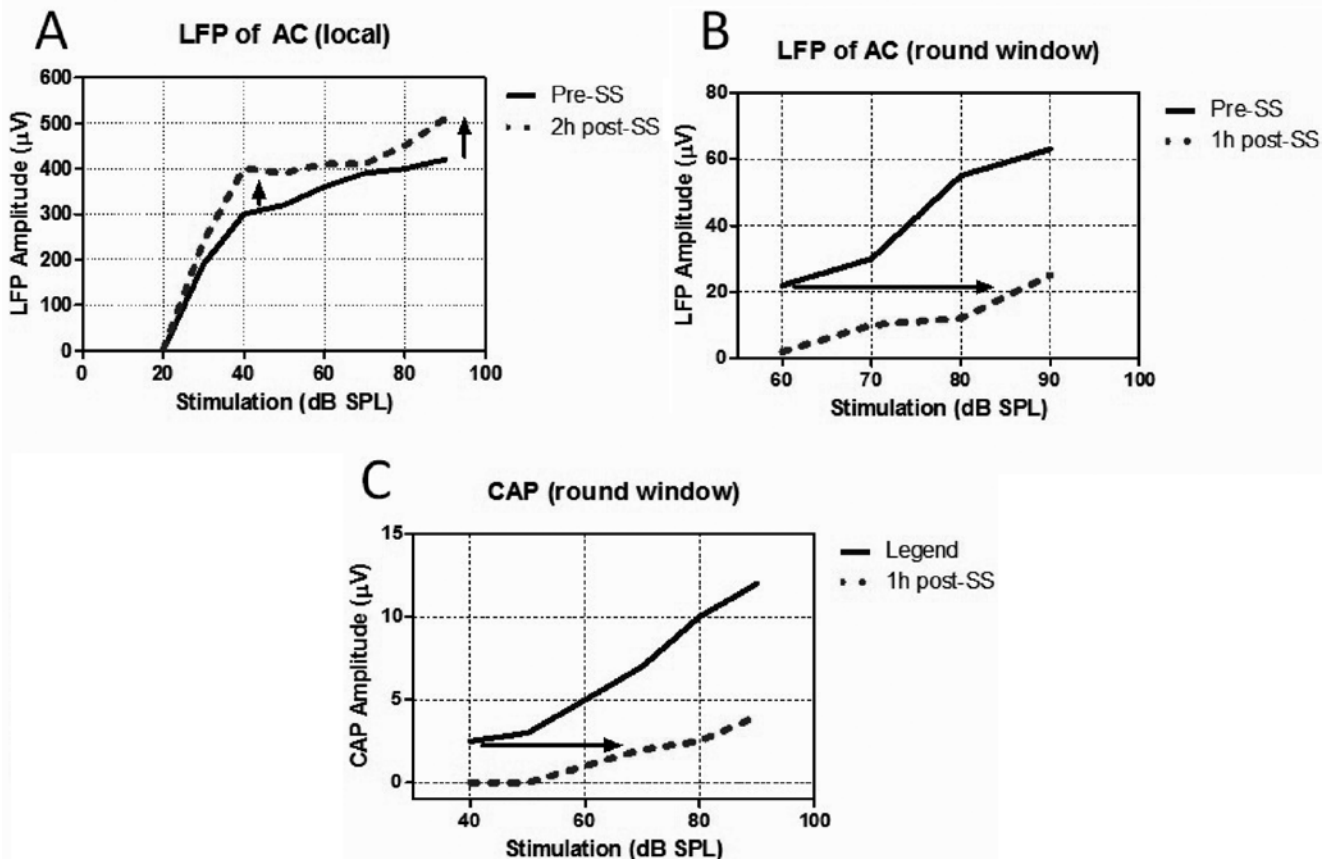 A
LFP of AC (local)
LFP Amplitude (µV)
600
500
400
300
200
100
0
0 20 40 60 80 100
Stimulation (dB SPL)
Pre-SS
2h post-SS
B
LFP of AC (round window)
LFP Amplitude (µV)
80
60
40
20
0
60 70 80 90 100
Stimulation (dB SPL)
Pre-SS
1h post-SS
C
CAP (round window)
CAP Amplitude (µV)
15
10
5
0
40 60 80 100
Stimulation (dB SPL)
Legend
1h post-SS